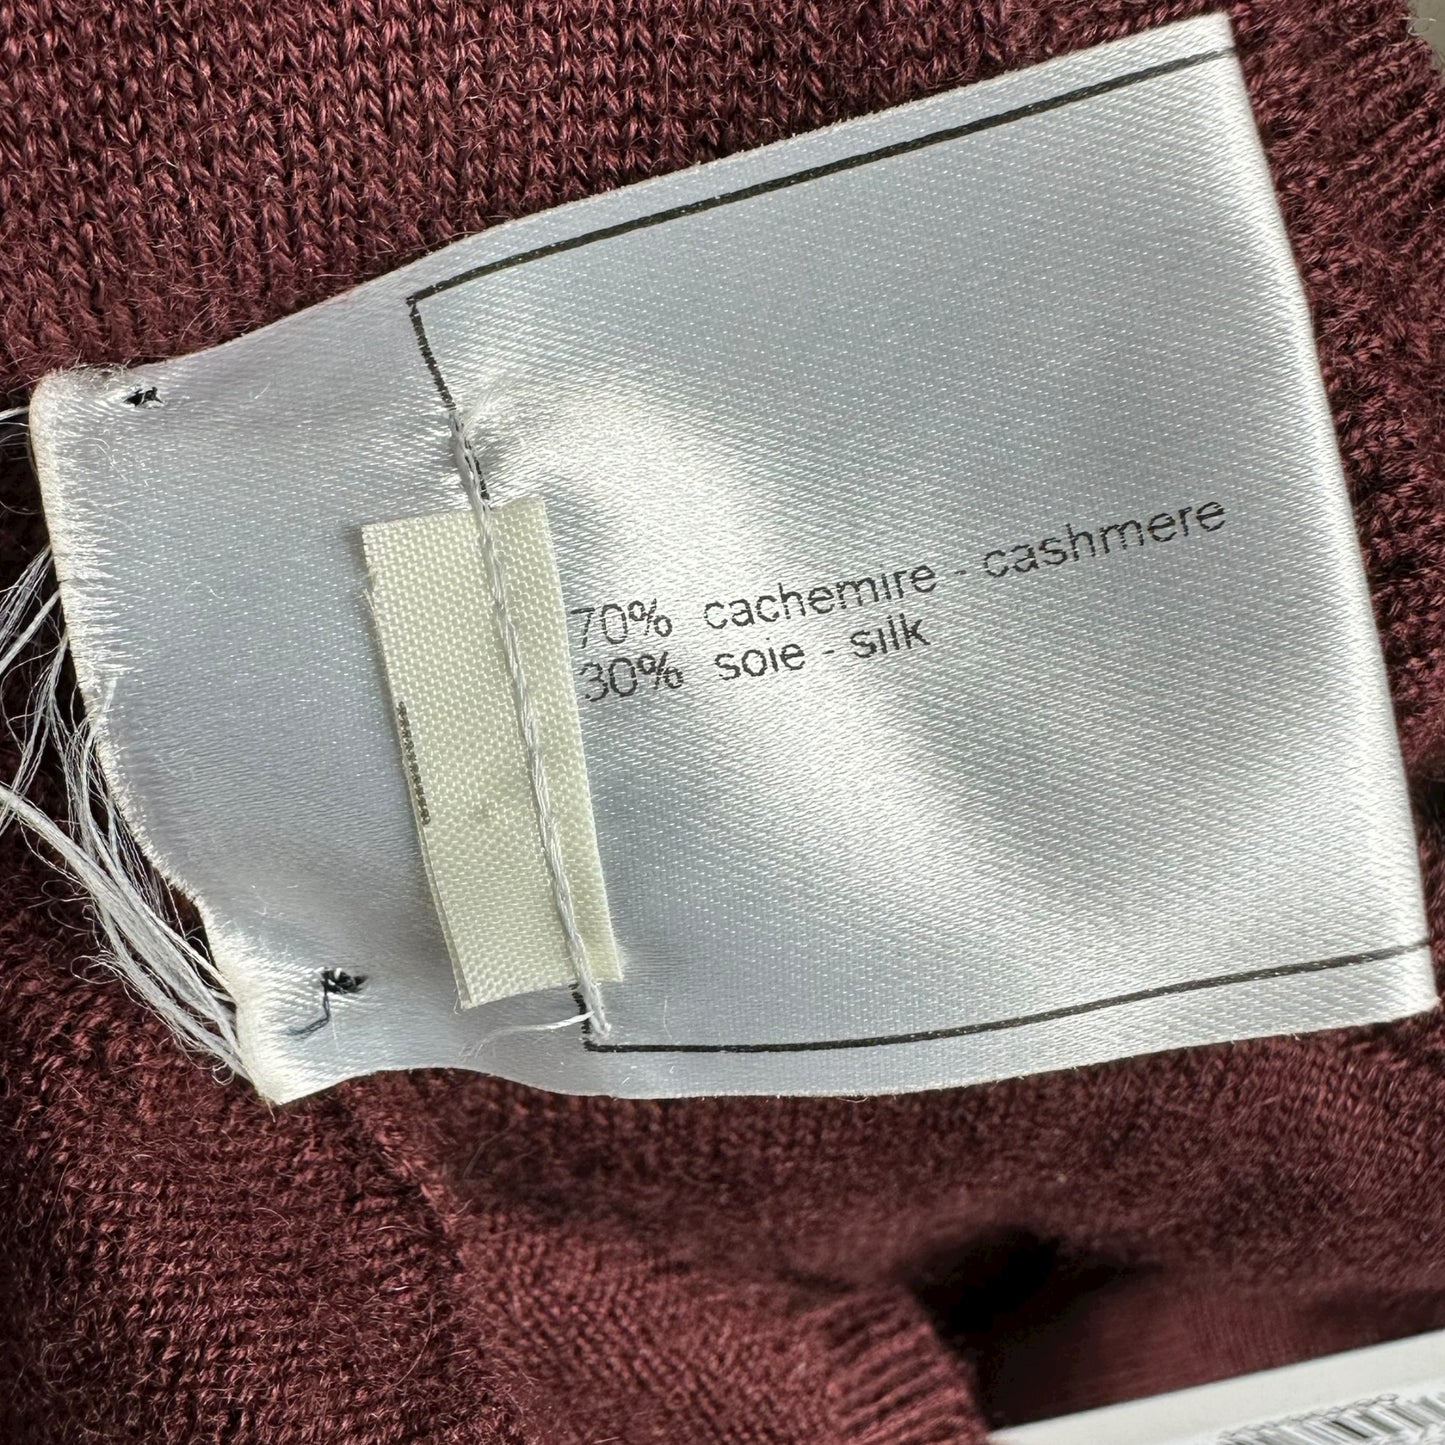 70% cachemire - cashmere
30% soie - silk